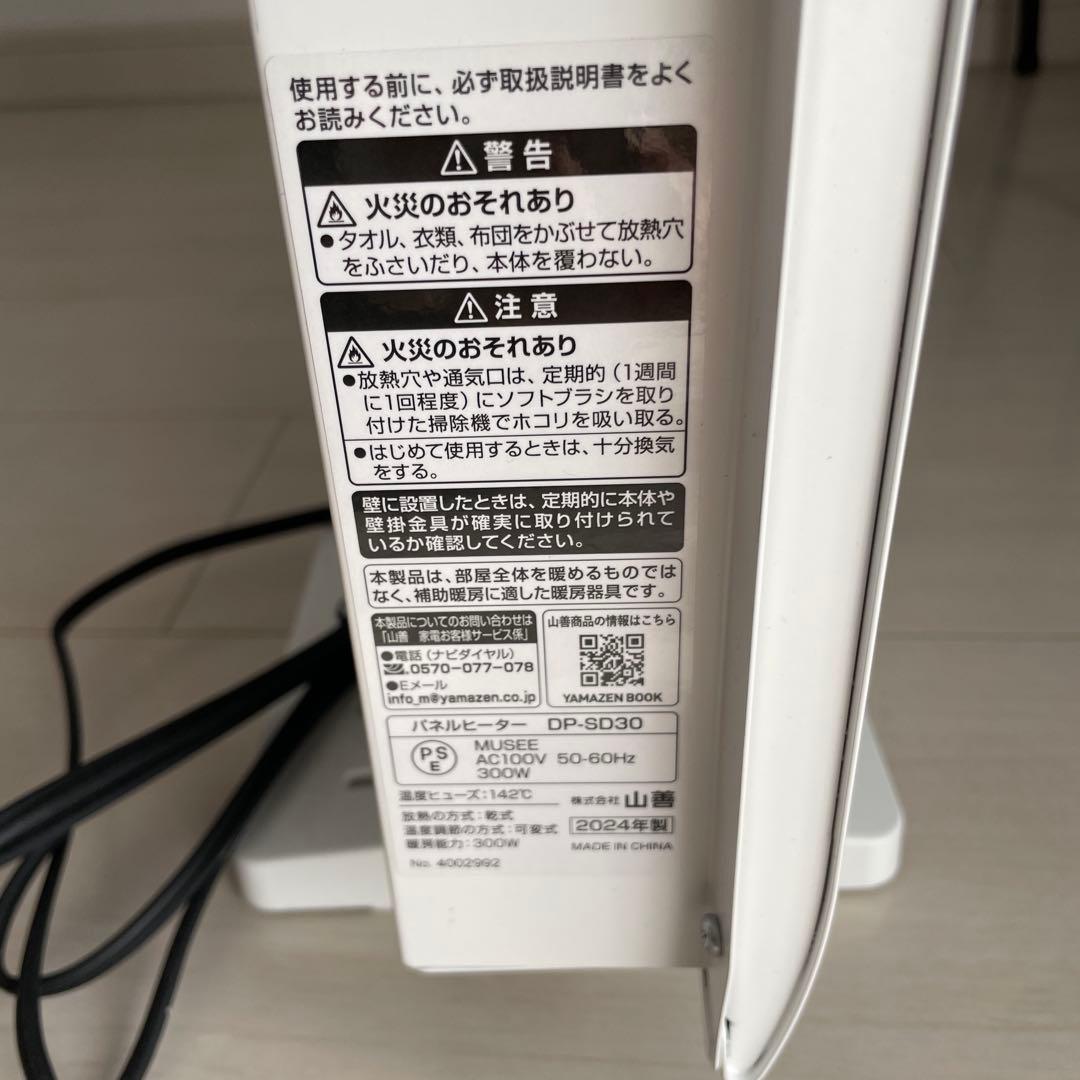 使用する前に、必ず取扱説明書をよく
お読みください。
警告
火災のおそれあり
●タオル、衣類、布団をかぶせて放熱穴
をふさいだり、本体を覆わない。
注意
火災のおそれあり
●放熱穴や通気口は、定期的（1週間
に1回程度）にソフトブラシを取り
付けた掃除機でホコリを吸い取る。
●はじめて使用するときは、十分換気
をする。
壁に設置したときは、定期的に本体や
壁掛金具が確実に取り付けられて
いるか確認してください。
本製品は、部屋全体を暖めるものでは
なく、補助暖房に適した暖房器具です。
本製品についてのお問い合わせは
「山善 家電お客様サービス係」
●電話（ナビダイヤル）
0570-077-078
●Eメール
info_m@yamazen.co.jp
山善商品の情報はこちら
YAMAZEN BOOK
パネルヒーター DP-SD30
PS
E
MUSEE
AC100V 50-60Hz
300W
温度ヒューズ:142℃
放熱の方式:乾式
温度調節の方式:可変式
暖房能力:300W
No. 4002992
株式会社 山善
2024年製
MADE IN CHINA